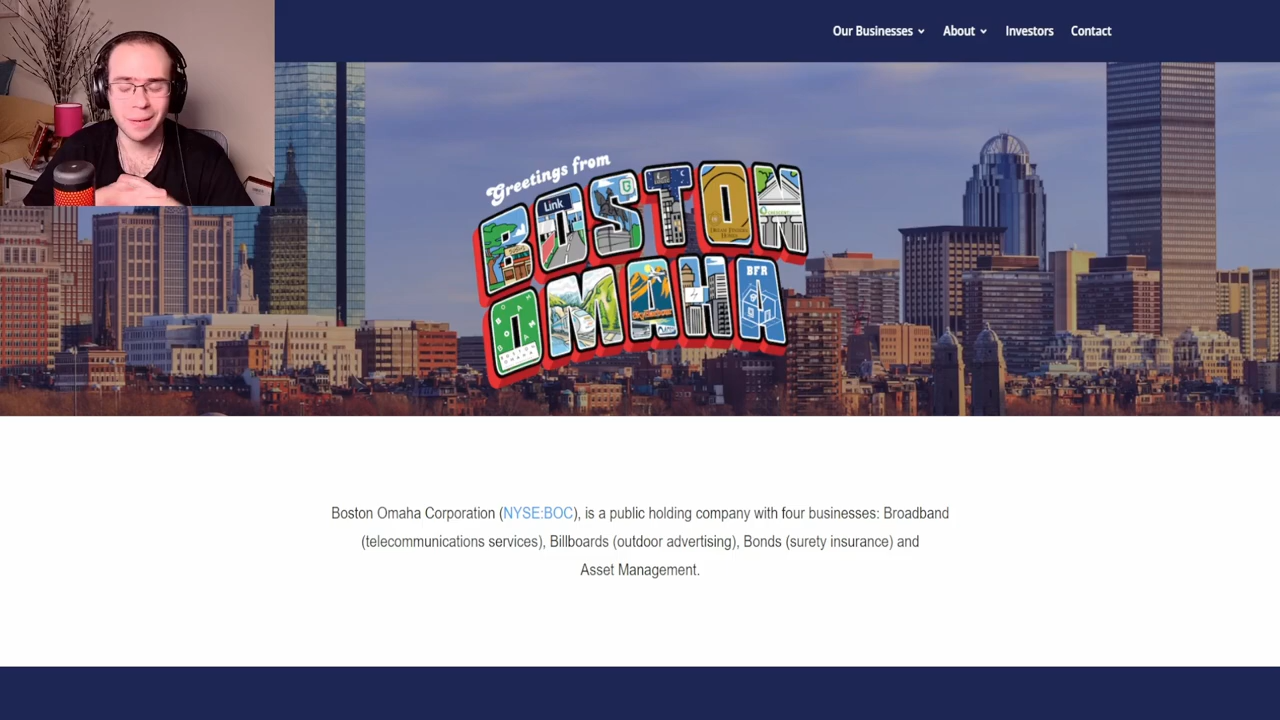 Our Businesses
About
Investors
Contact
Greetings from
BOSTON
OMAHA
Link
G
BFR
Boston Omaha Corporation (NYSE:BOC), is a public holding company with four businesses: Broadband
(telecommunications services), Billboards (outdoor advertising), Bonds (surety insurance) and
Asset Management.